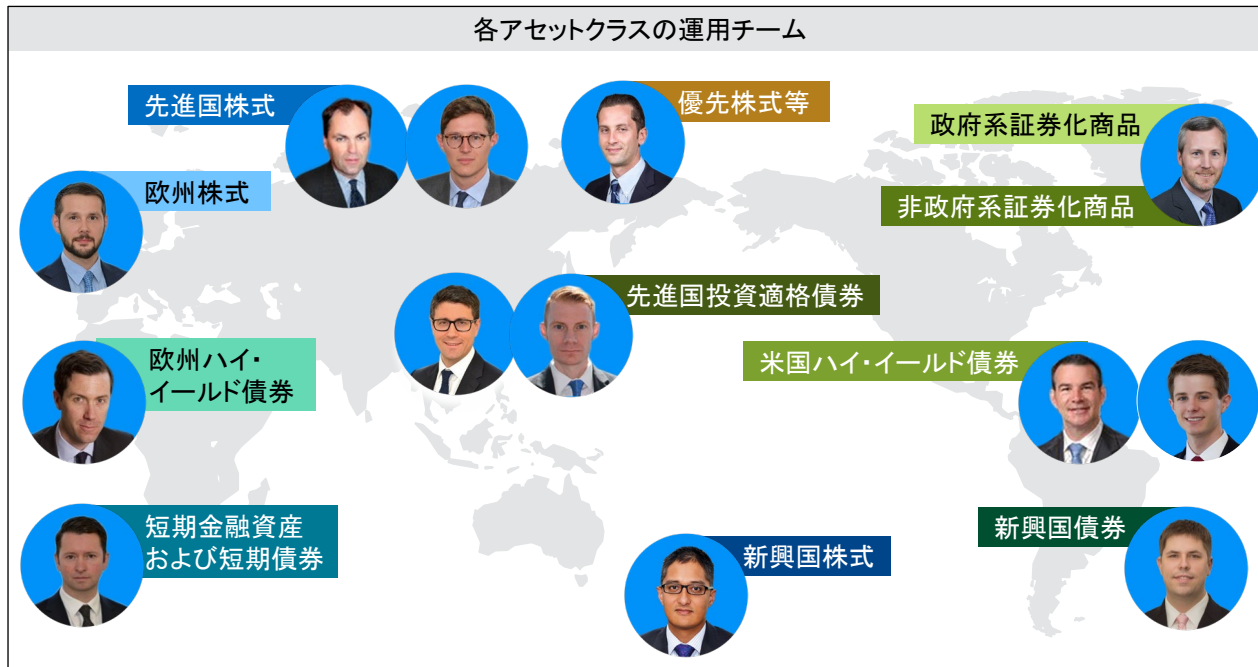 各アセットクラスの運用チーム
先進国株式
優先株式等
政府系証券化商品
欧州株式
非政府系証券化商品
先進国投資適格債券
欧州ハイ・
イールド債券
米国ハイ・イールド債券
短期金融資産
および短期債券
新興国株式
新興国債券